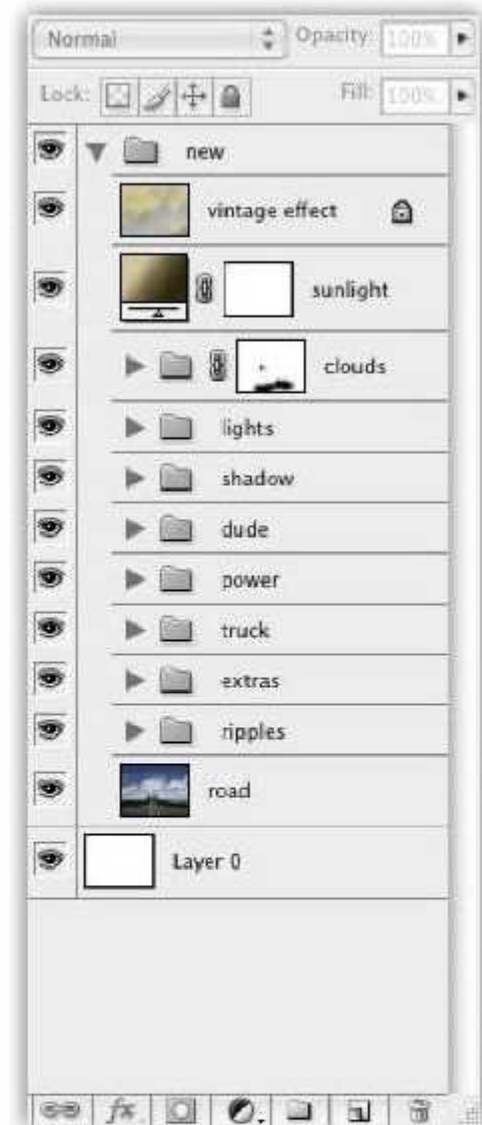 Normal Opacity: 100%
Lock: Fill: 100%
new
vintage effect
sunlight
clouds
lights
shadow
dude
power
truck
extras
ripples
road
Layer 0
fx.